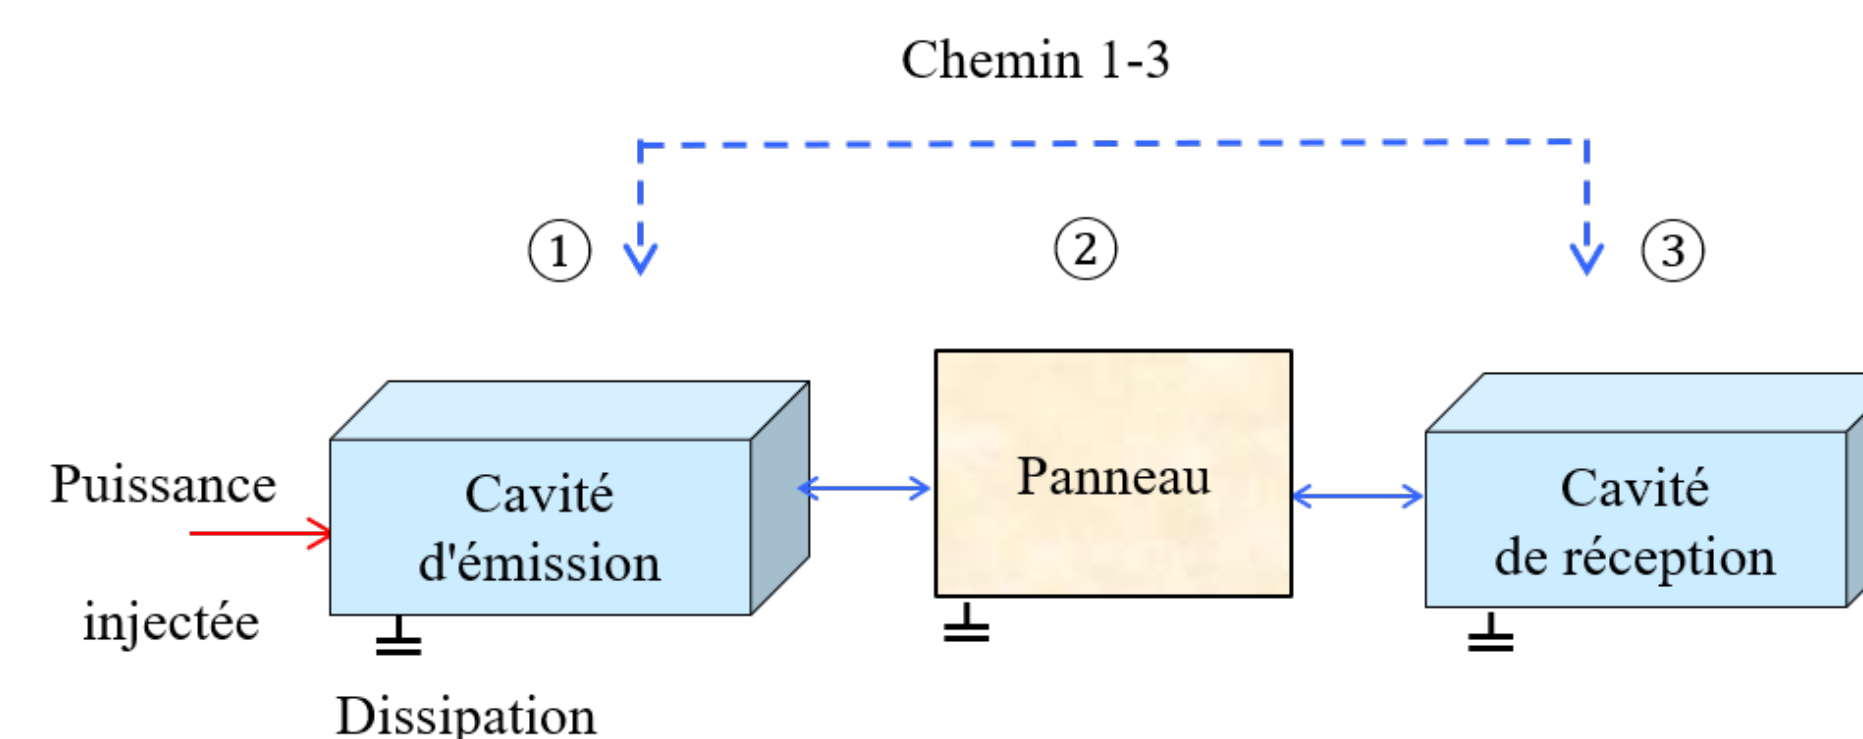 Chemin 1-3
① ② ③
Puissance
injectée
Cavité
d'émission
Panneau
Cavité
de réception
Dissipation